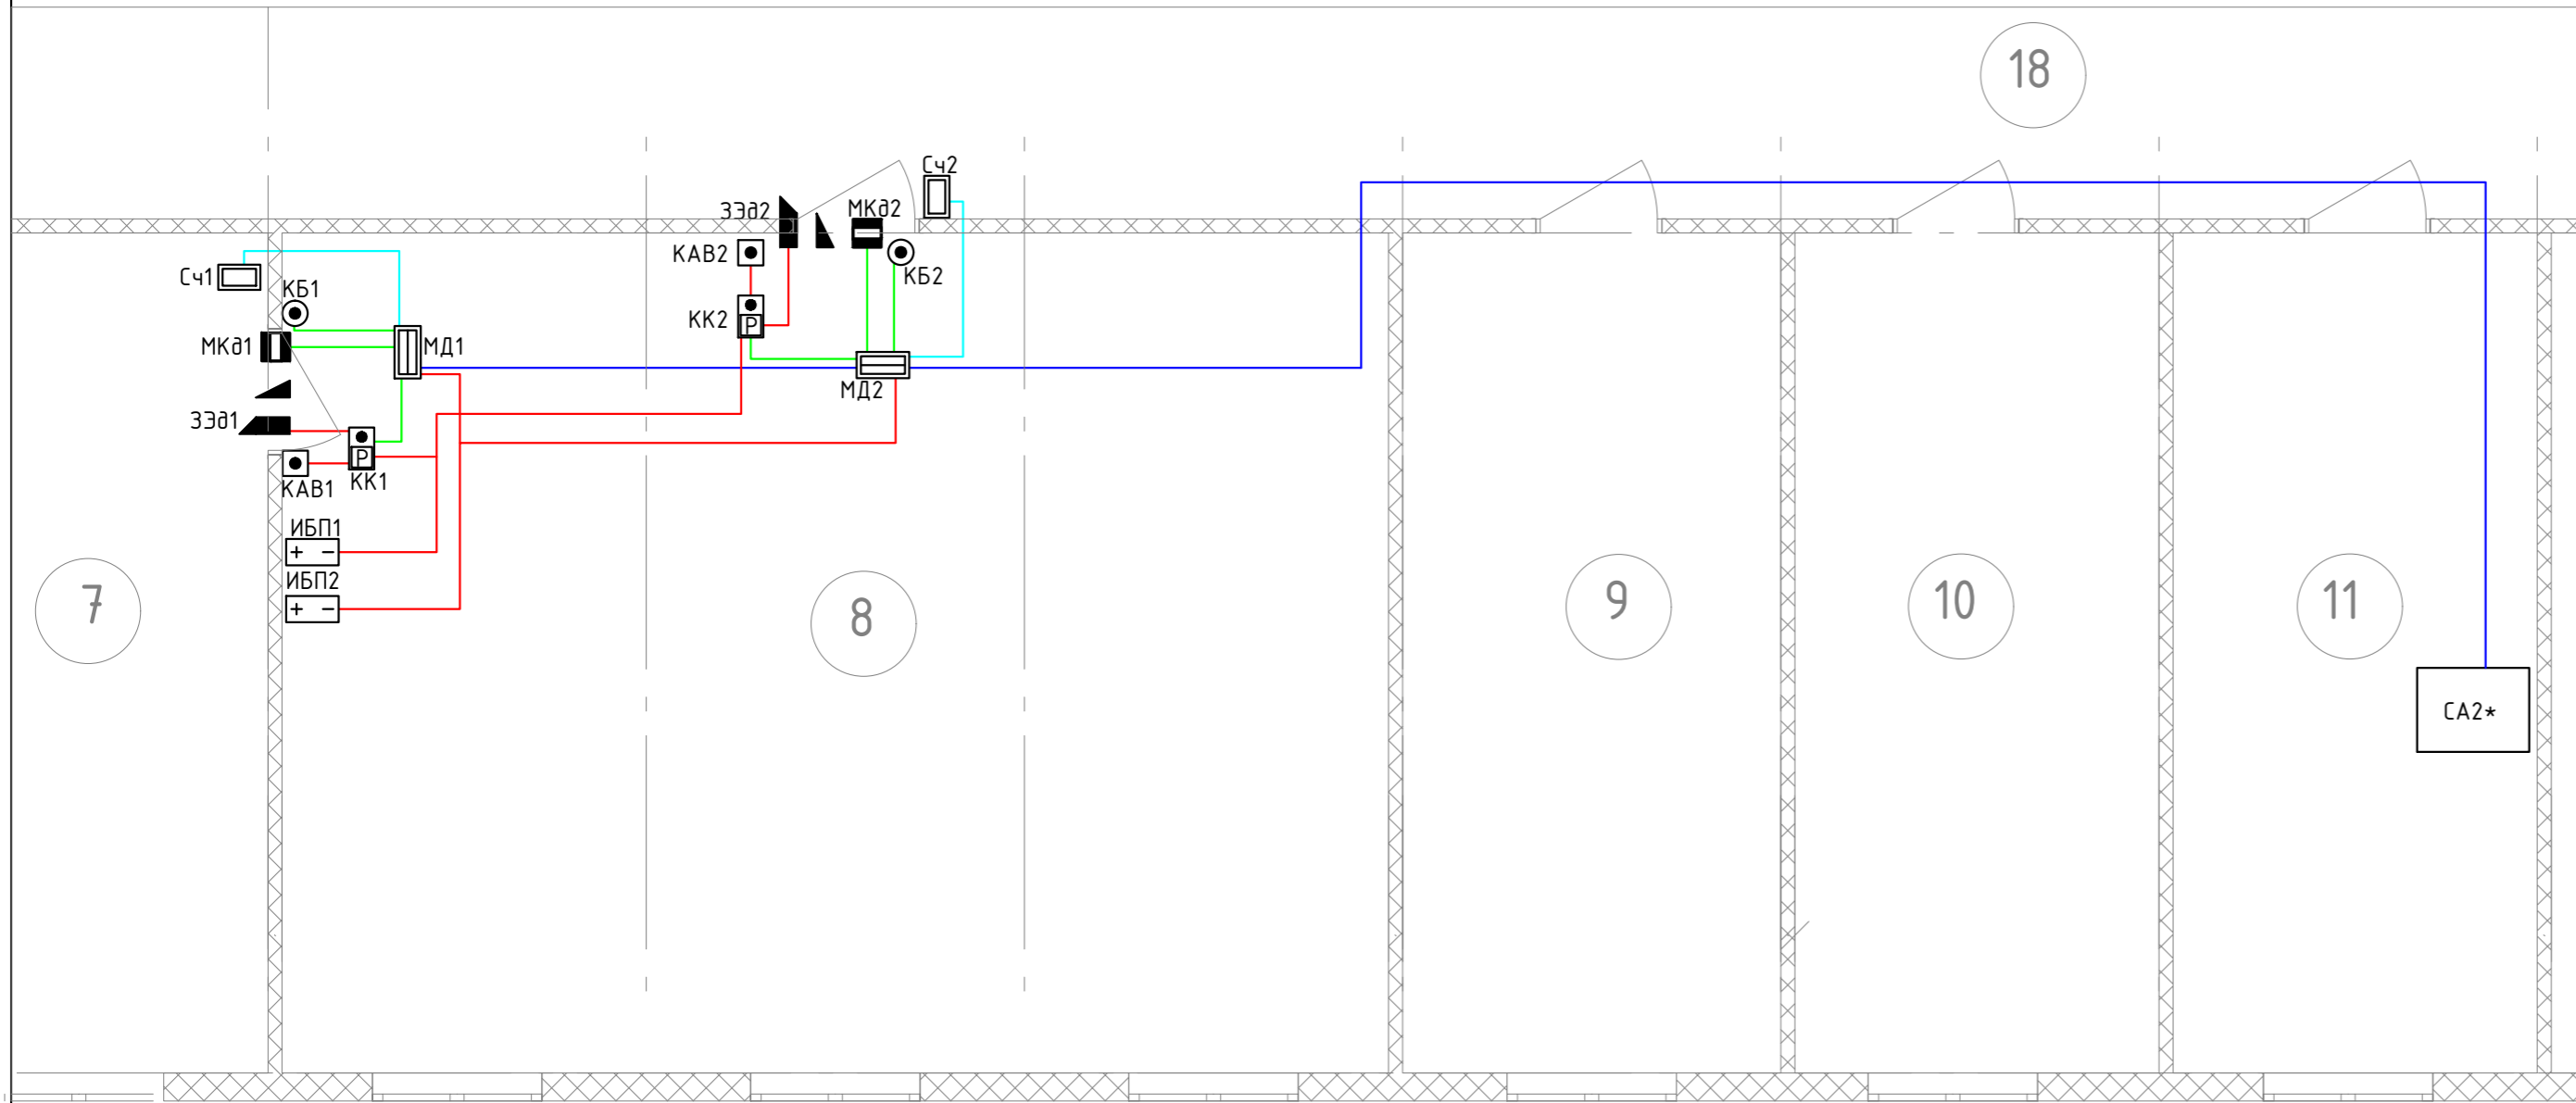 18
Сч2
ЗЭд2
МКд2
КАВ2
КБ2
Сч1
КБ1
КК2
P
МКд1
МД1
МД2
ЗЭд1
P
КАВ1
КК1
ИБП1
+ −
ИБП2
+ −
7
8
9
10
11
СА2*